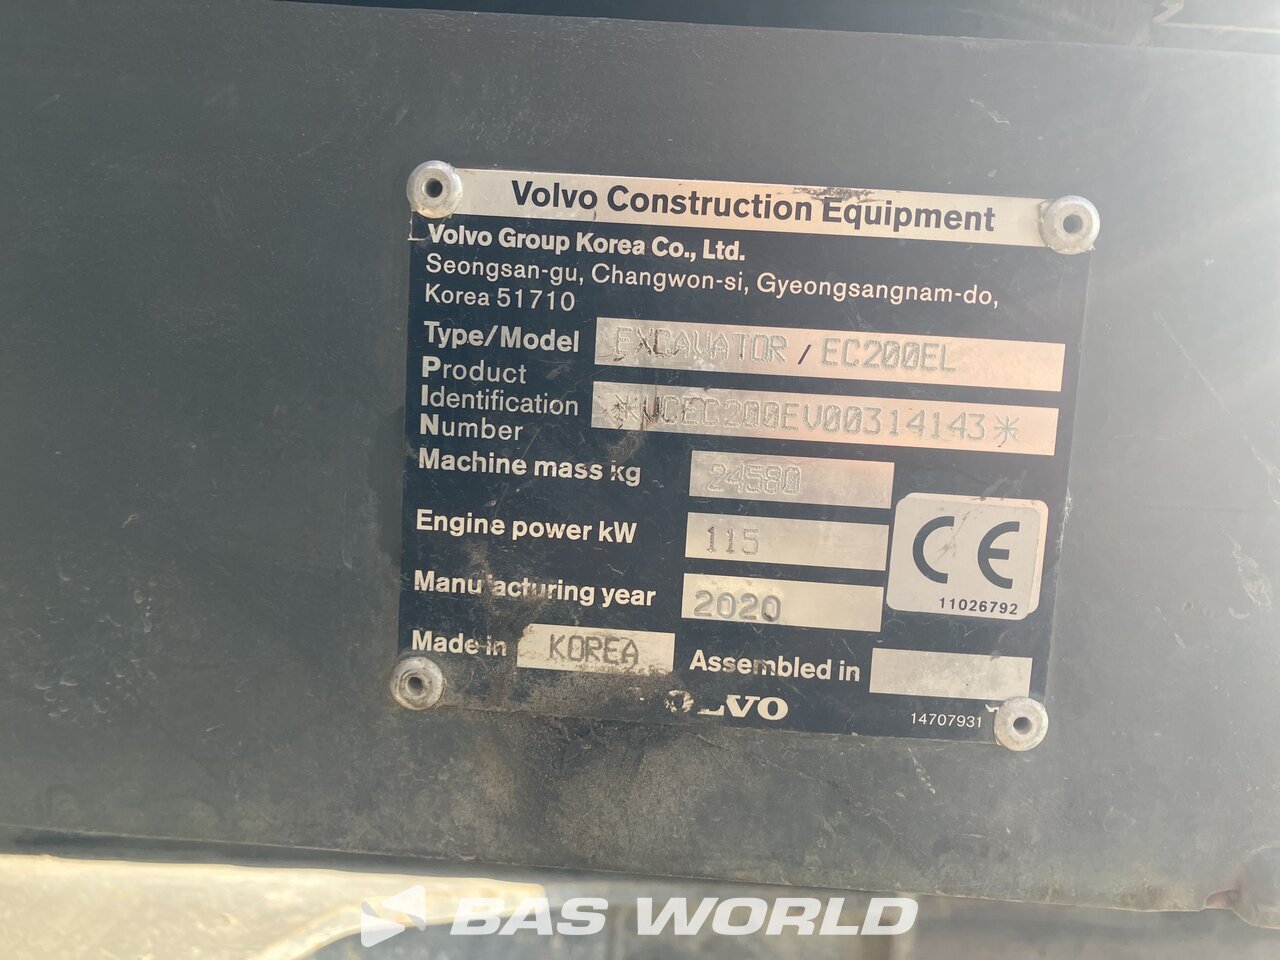 Volvo Construction Equipment
Volvo Group Korea Co., Ltd.
Seongsan-gu, Changwon-si, Gyeongsangnam-do,
Korea 51710
Type/Model EXCAVATOR / EC200EL
Product
Identification
Number
*VCEC200EV00314143*
Machine mass kg 24580
Engine power kW 115
Manufacturing year 2020
CE
11026792
Made in KOREA Assembled in
VOLVO
14707931
BAS WORLD